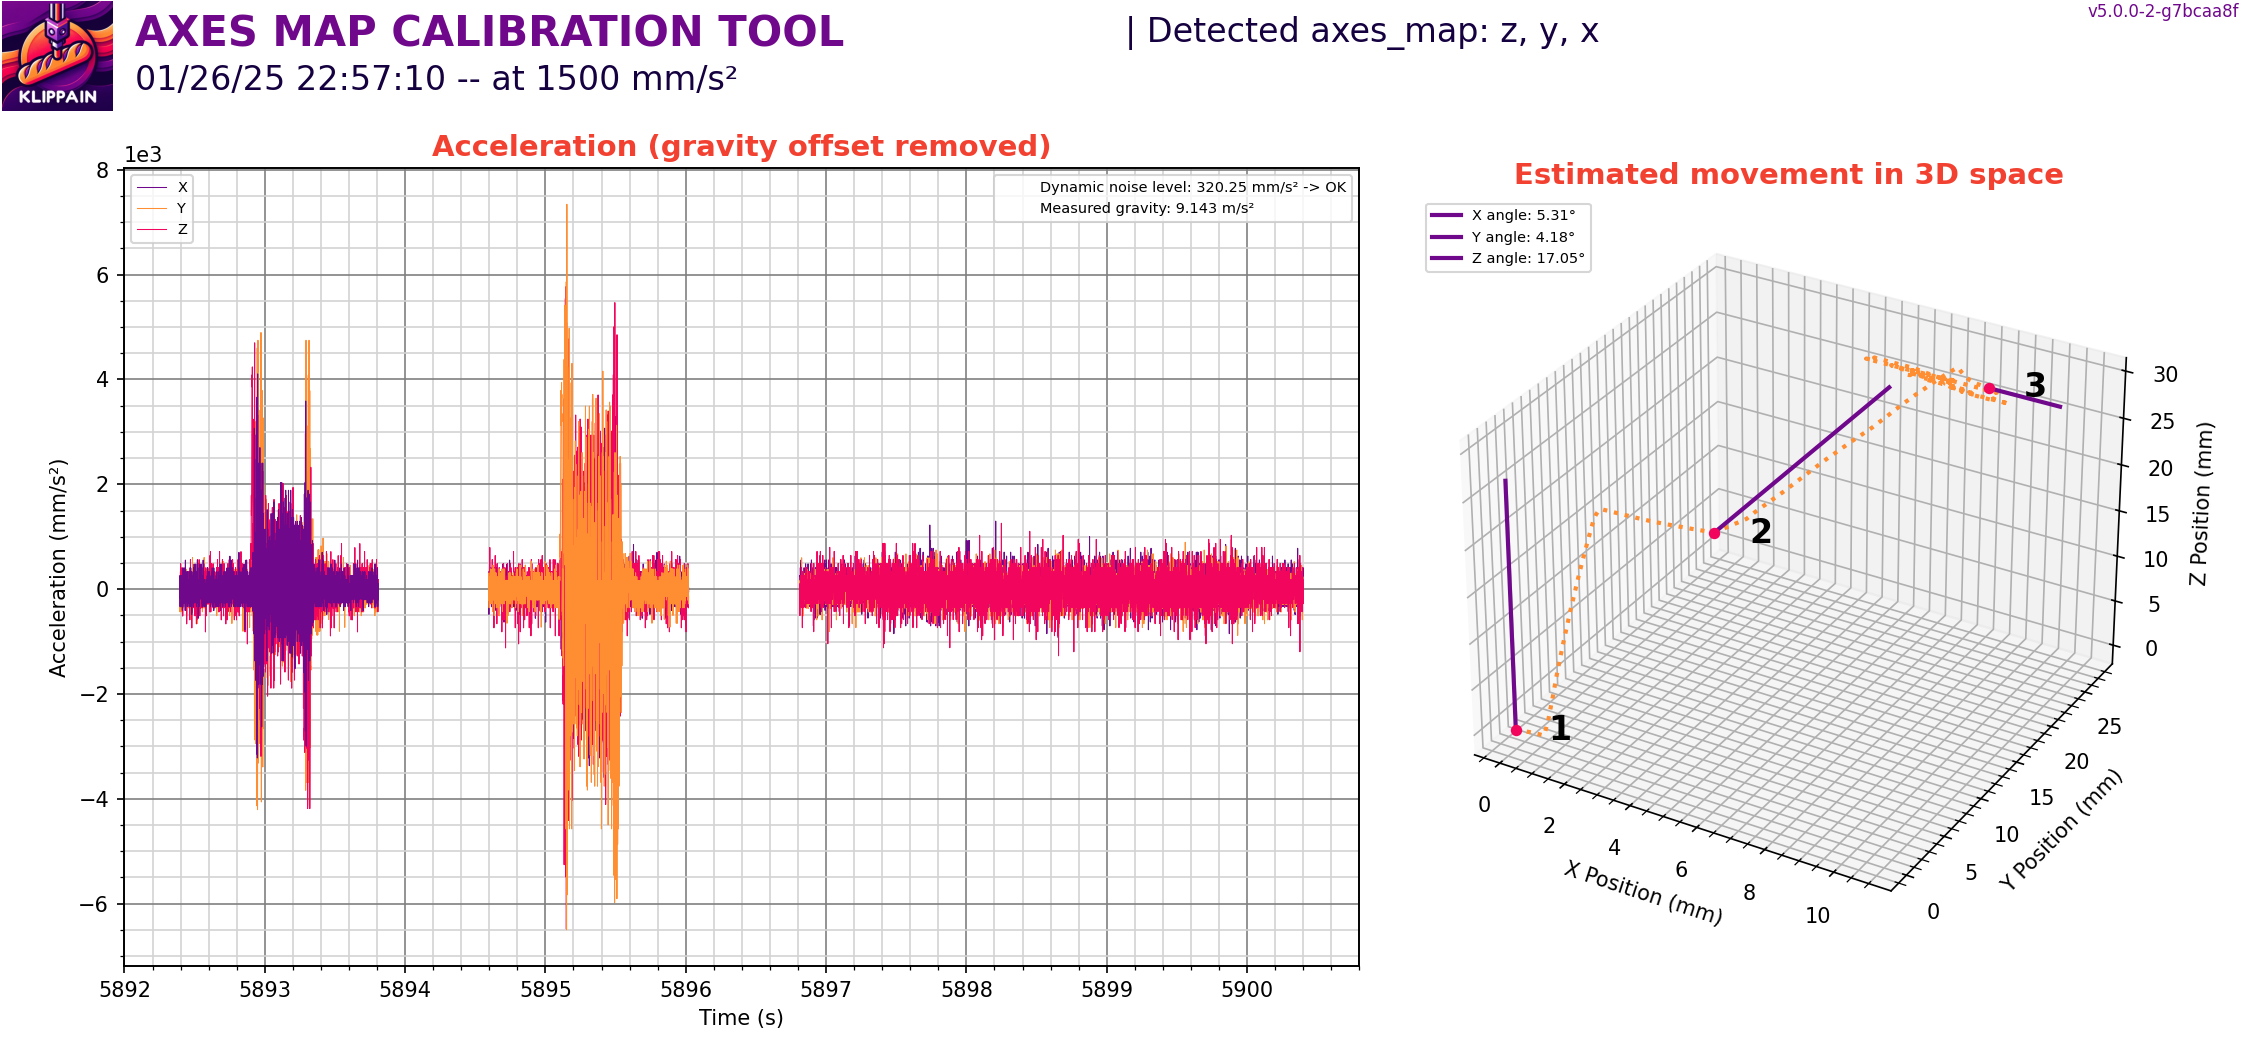 KLIPPAIN
AXES MAP CALIBRATION TOOL
01/26/25 22:57:10 -- at 1500 mm/s²
| Detected axes_map: z, y, x
v5.0.0-2-g7bcaa8f
Acceleration (gravity offset removed)
1e3
X
Y
Z
Dynamic noise level: 320.25 mm/s² -> OK
Measured gravity: 9.143 m/s²
8
6
4
2
0
−2
−4
−6
Acceleration (mm/s²)
5892
5893
5894
5895
5896
5897
5898
5899
5900
Time (s)
Estimated movement in 3D space
X angle: 5.31°
Y angle: 4.18°
Z angle: 17.05°
1
2
3
0
2
4
6
8
10
X Position (mm)
0
5
10
15
20
25
Y Position (mm)
0
5
10
15
20
25
30
Z Position (mm)